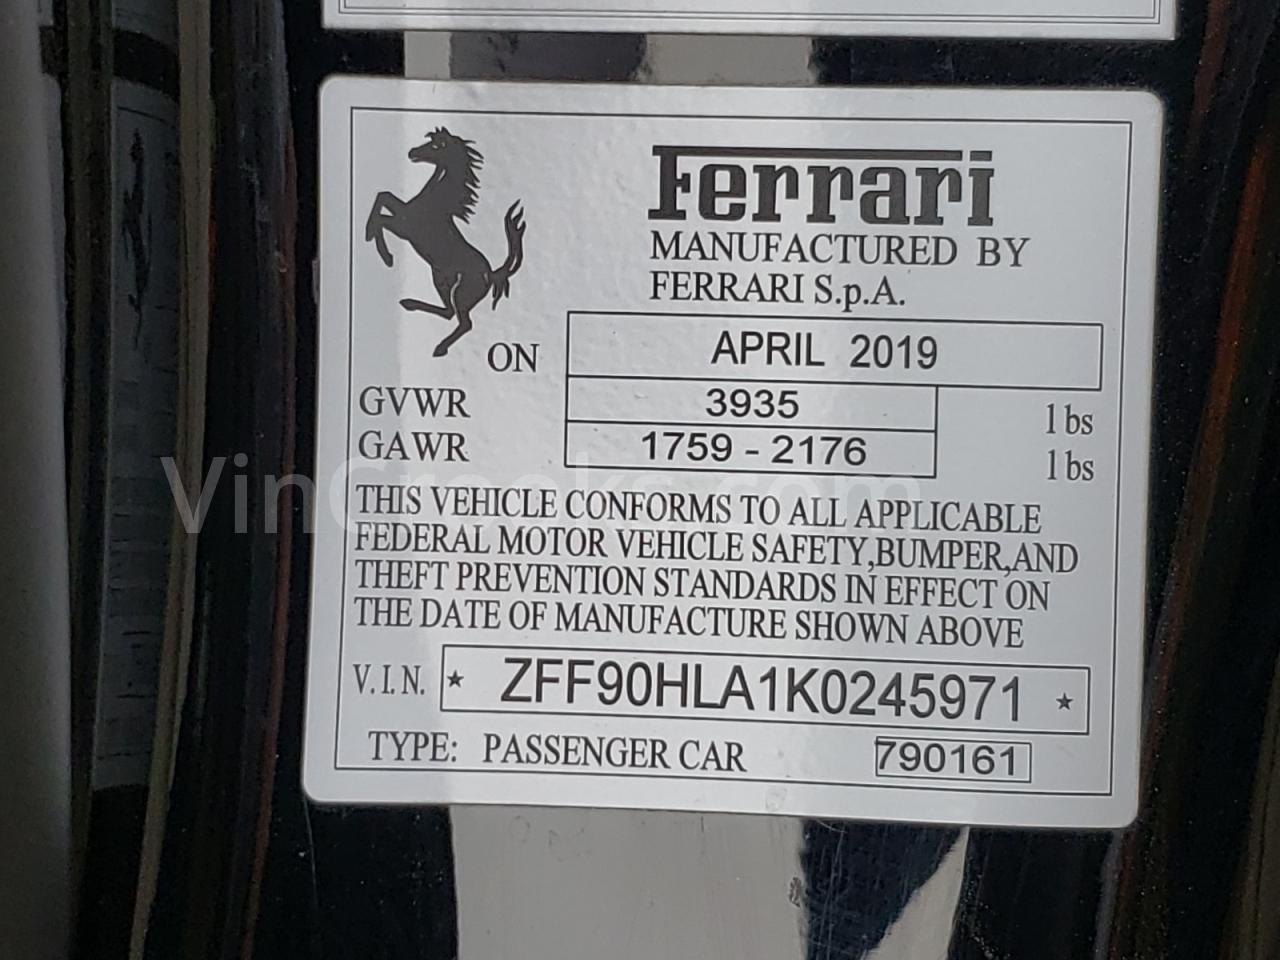 Ferrari
MANUFACTURED BY
FERRARI S.p.A.
ON APRIL 2019
GVWR 3935 lbs
GAWR 1759 - 2176 lbs
VinGeeks.com
THIS VEHICLE CONFORMS TO ALL APPLICABLE
FEDERAL MOTOR VEHICLE SAFETY,BUMPER,AND
THEFT PREVENTION STANDARDS IN EFFECT ON
THE DATE OF MANUFACTURE SHOWN ABOVE
V.I.N. * ZFF90HLA1K0245971 *
TYPE: PASSENGER CAR 790161